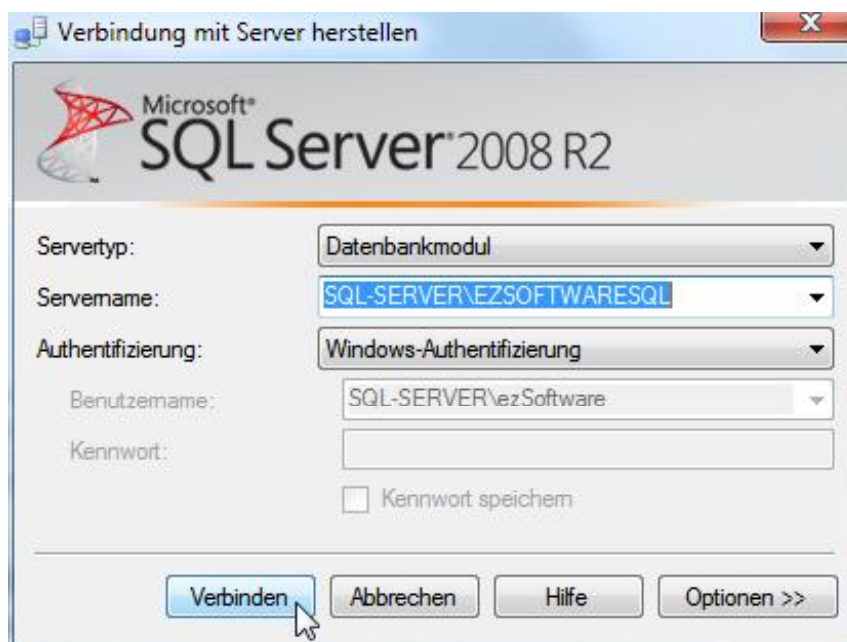 Verbindung mit Server herstellen
Microsoft®
SQL Server® 2008 R2
Servertyp: Datenbankmodul
Servername: SQL-SERVER\EZSOFTWARESQL
Authentifizierung: Windows-Authentifizierung
Benutzername: SQL-SERVER\ezSoftware
Kennwort:
Kennwort speichern
Verbinden Abbrechen Hilfe Optionen >>